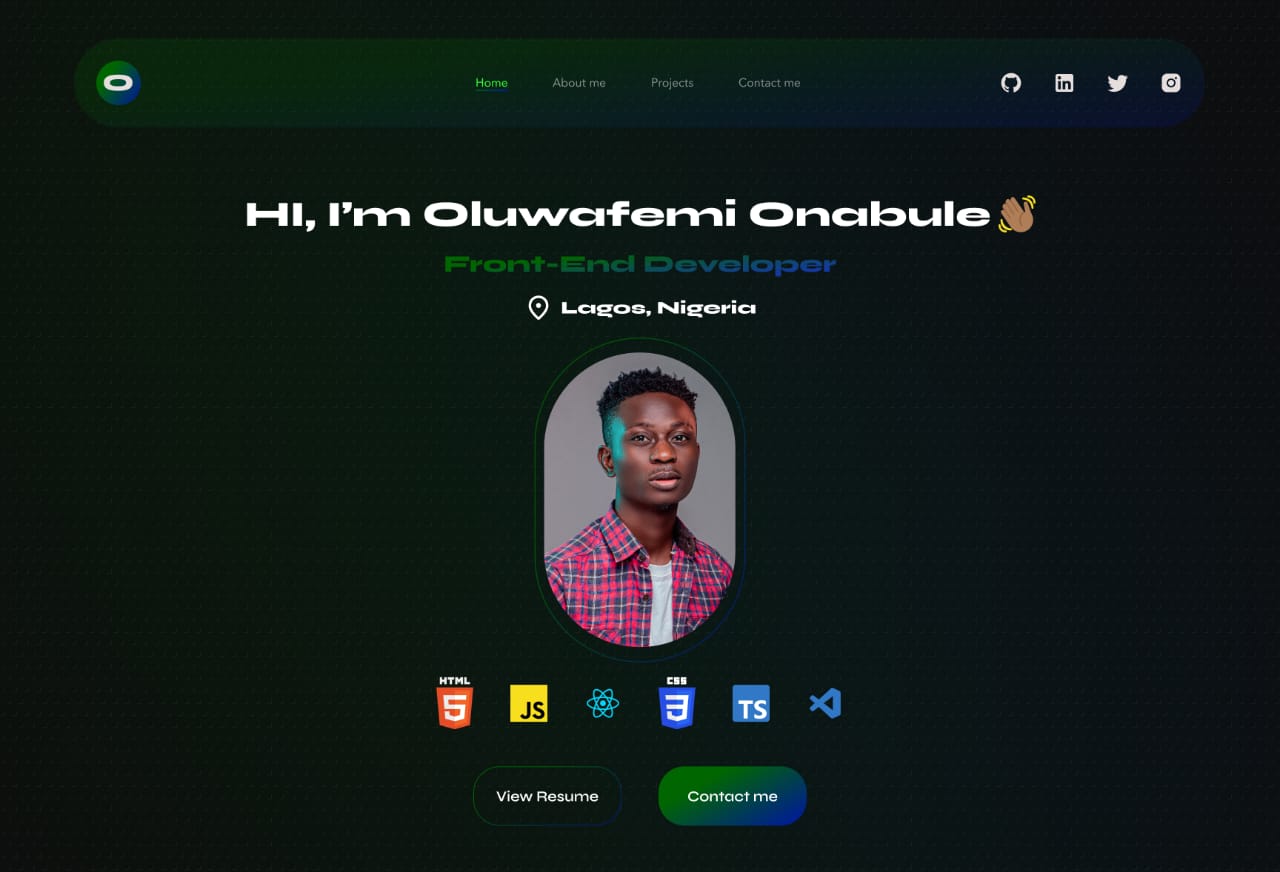 O
Home About me Projects Contact me
in
HI, I'm Oluwafemi Onabule
Front-End Developer
Lagos, Nigeria
HTML CSS
5 JS 3 TS
View Resume Contact me